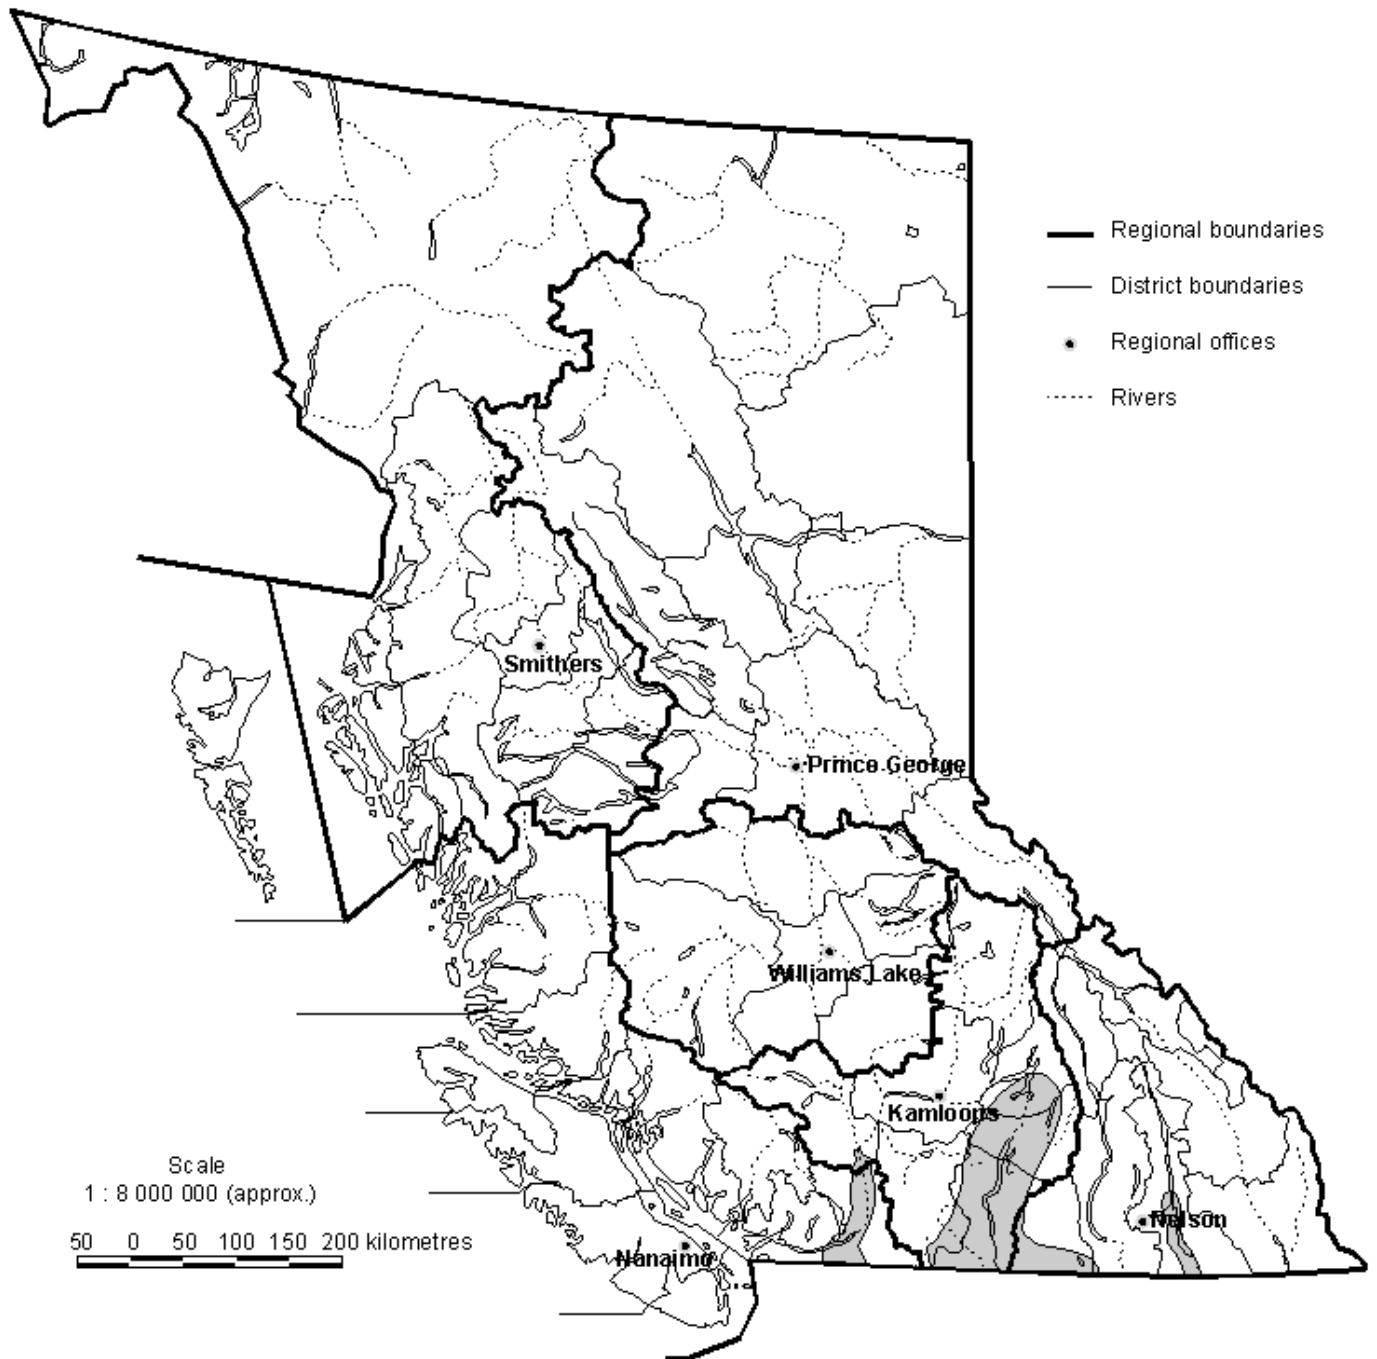 Regional boundaries
District boundaries
Regional offices
Rivers
Smithers
Prince George
Williams Lake
Kamloops
Nelson
Nanaimo
Scale
1 : 8 000 000 (approx.)
50 0 50 100 150 200 kilometres